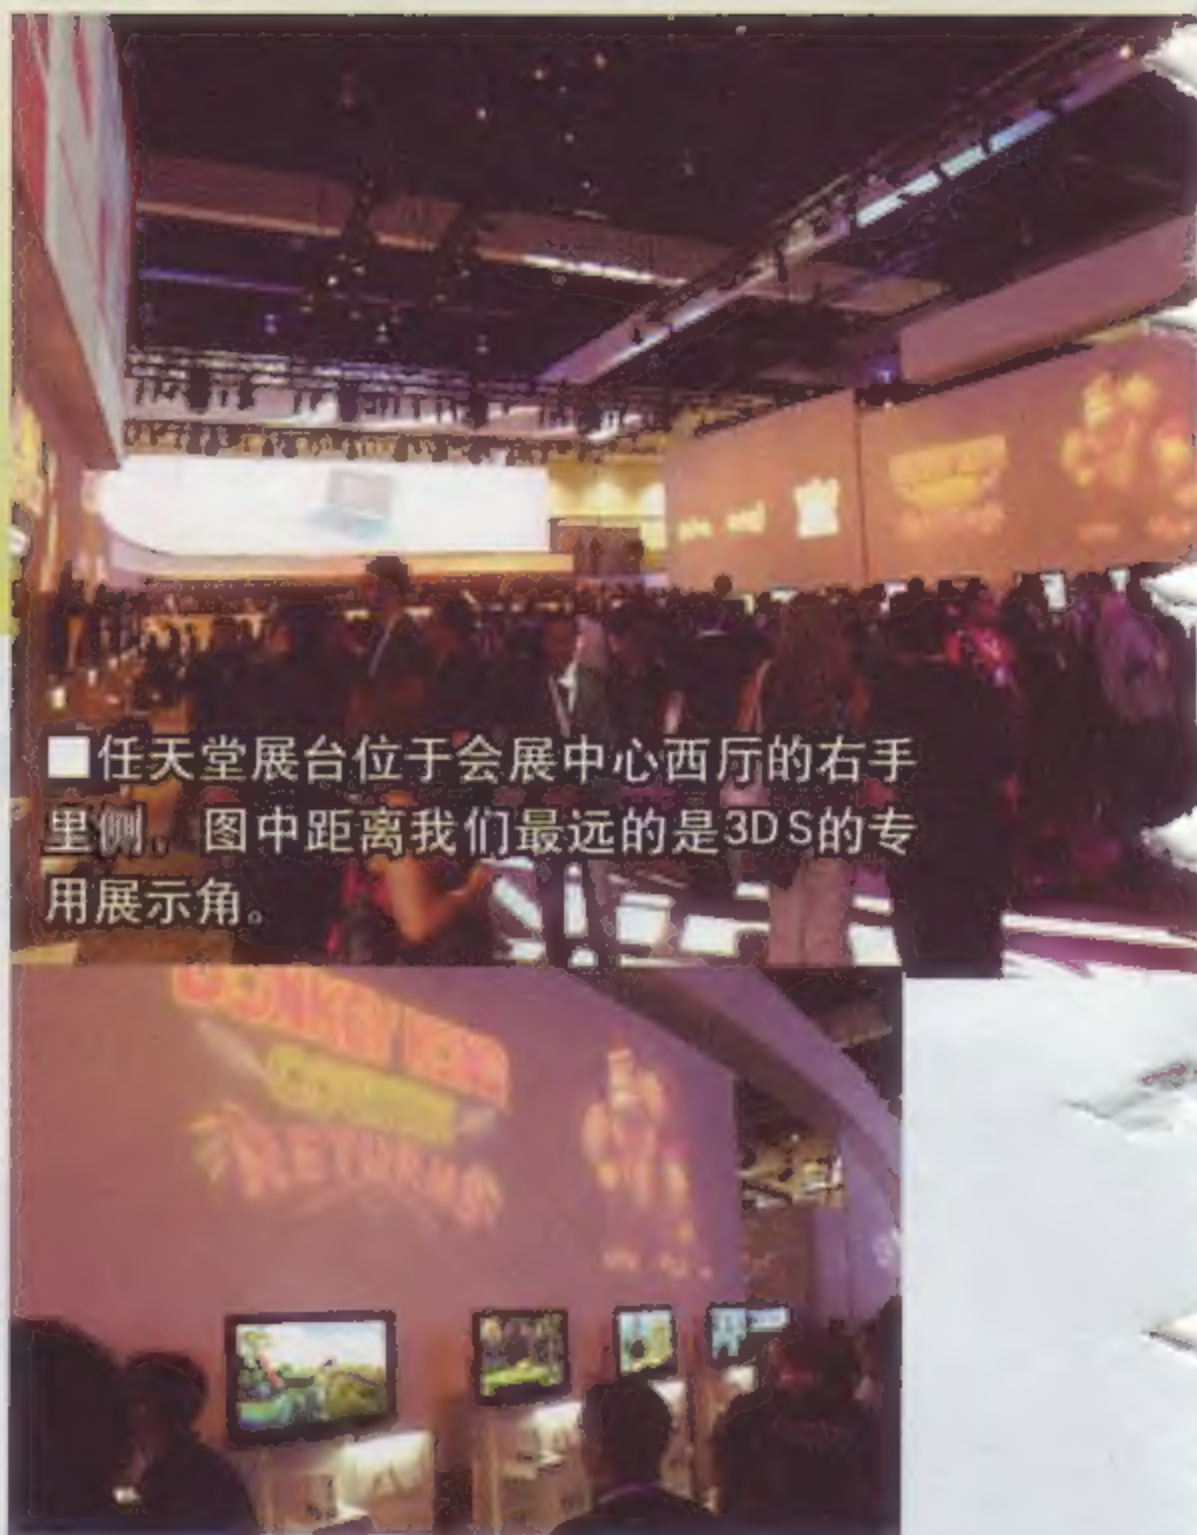 ■任天堂展台位于会展中心西厅的右手
里侧。图中距离我们最远的是3DS的专
用展示角。
DONKEY KONG
RETURNS